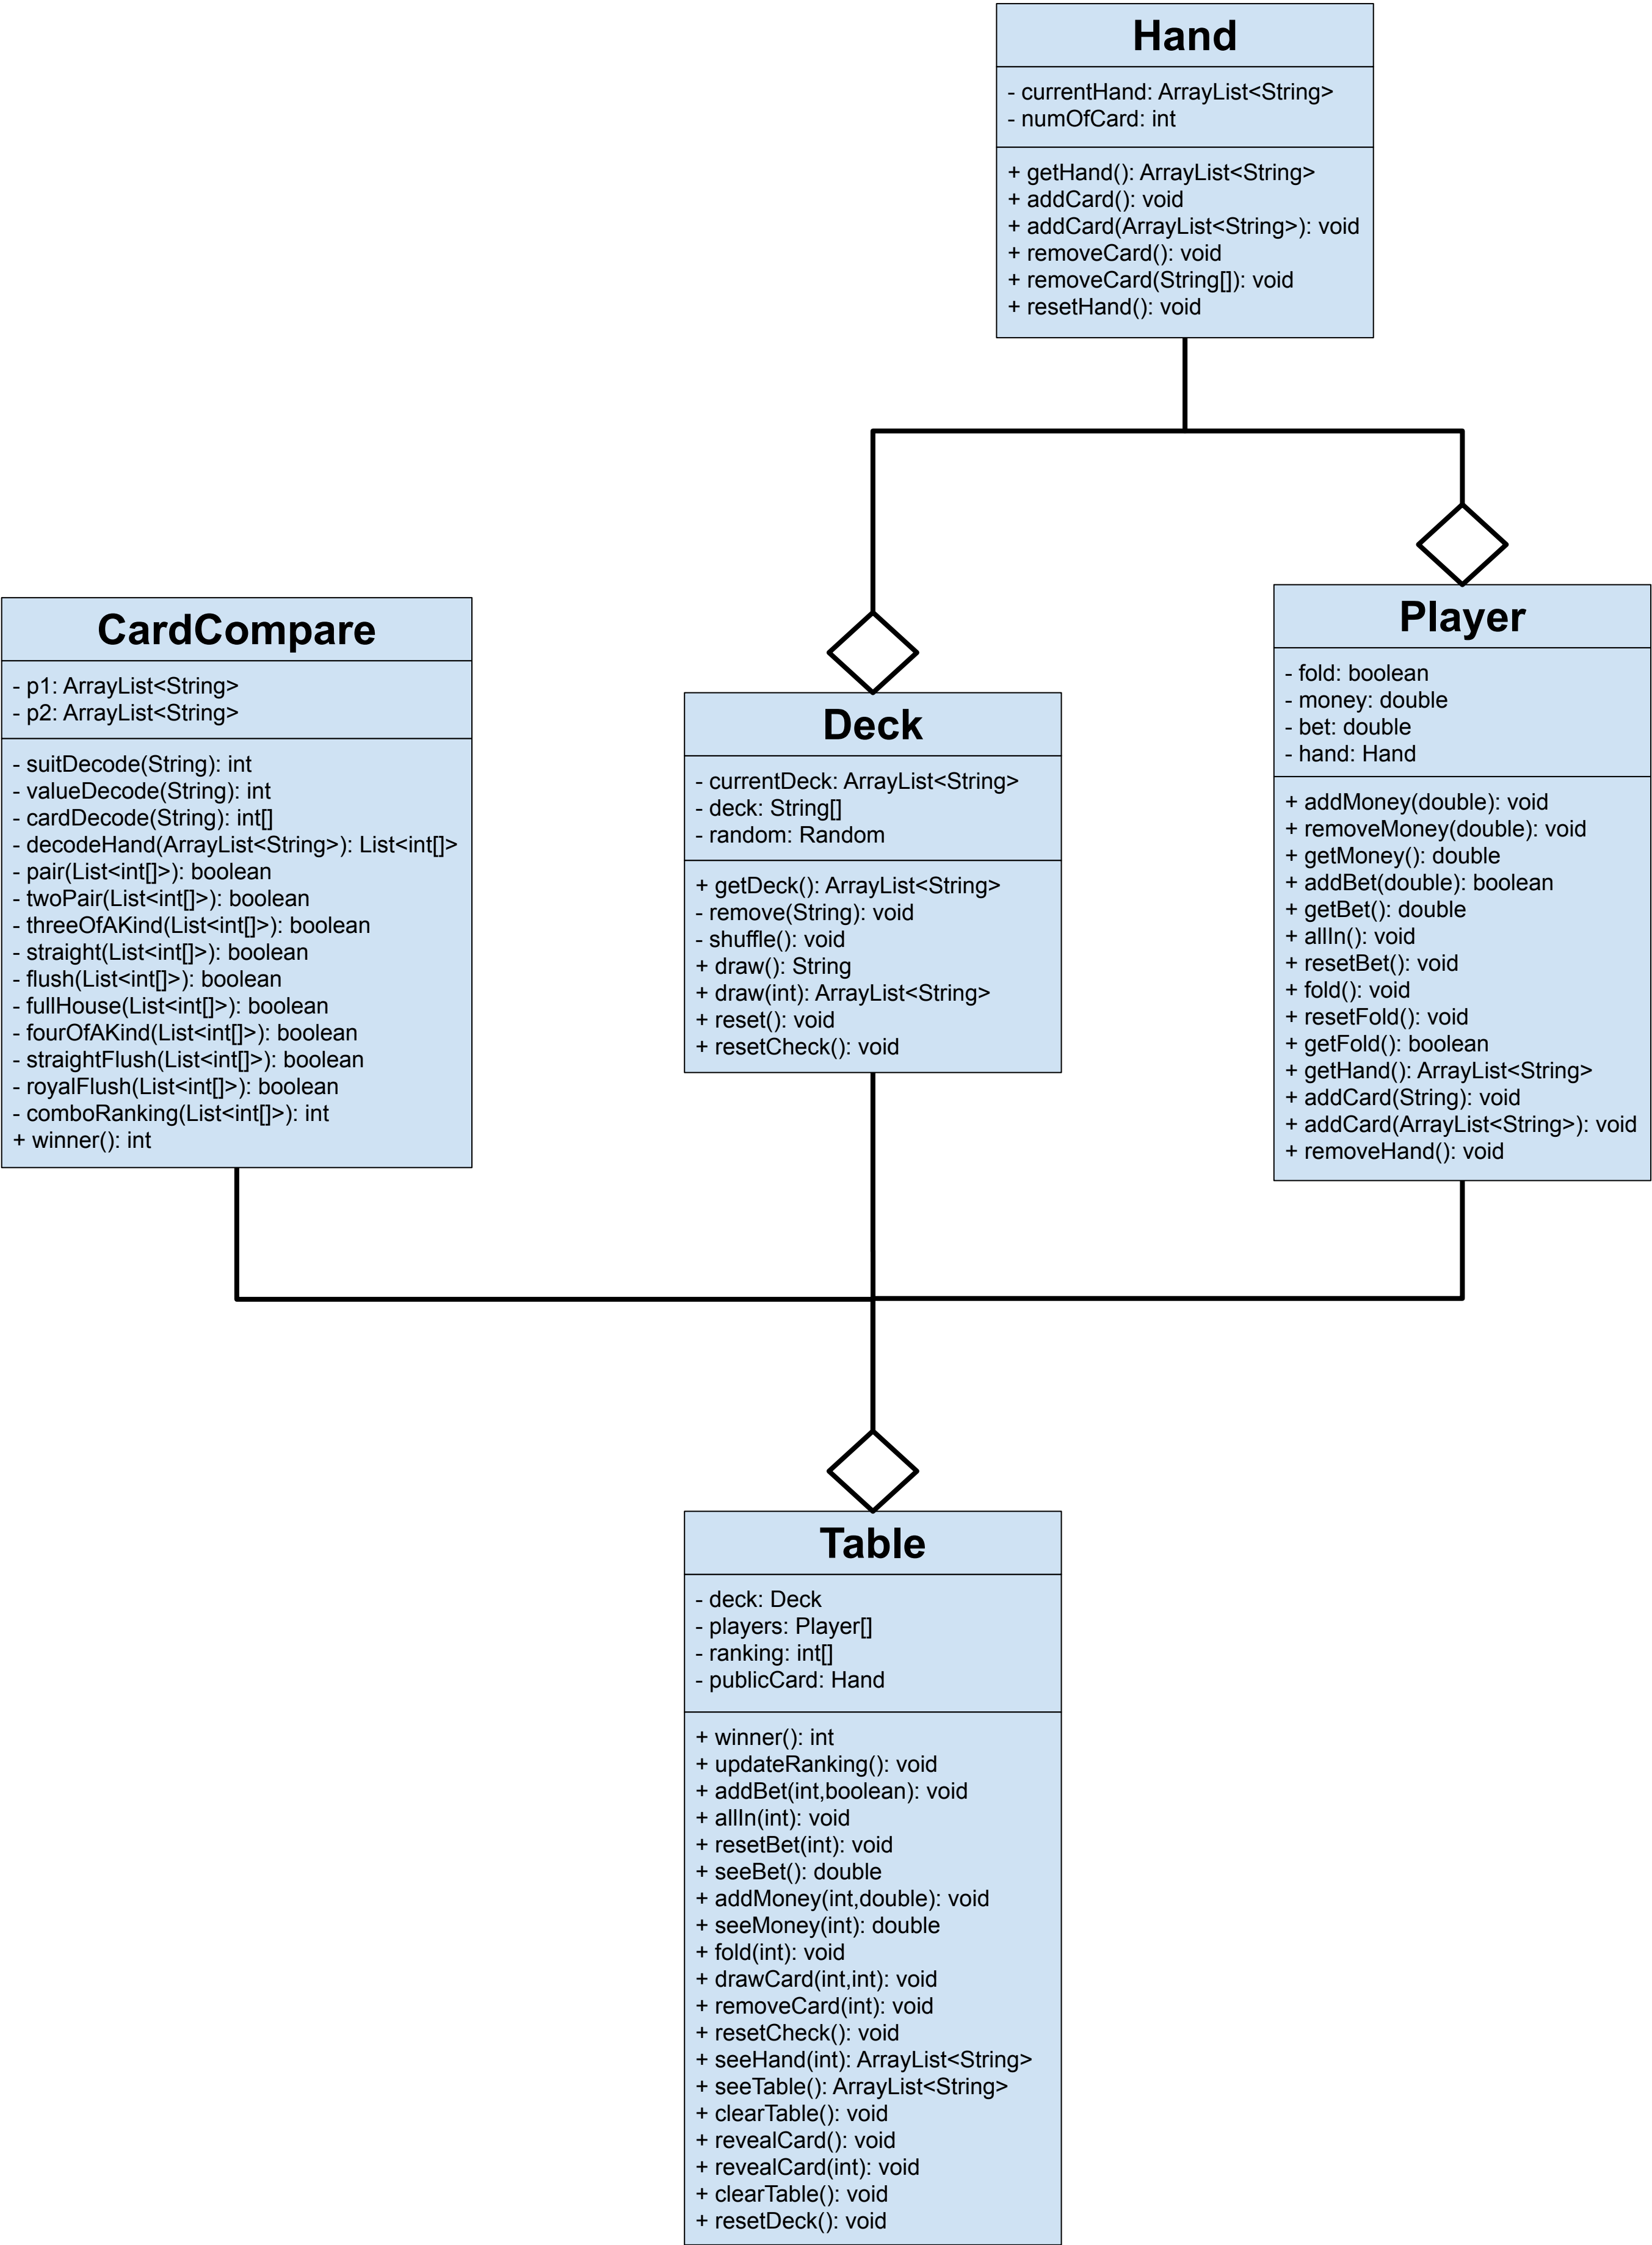 Hand
- currentHand: ArrayList<String>
- numOfCard: int
+ getHand(): ArrayList<String>
+ addCard(): void
+ addCard(ArrayList<String>): void
+ removeCard(): void
+ removeCard(String[]): void
+ resetHand(): void
CardCompare
- p1: ArrayList<String>
- p2: ArrayList<String>
- suitDecode(String): int
- valueDecode(String): int
- cardDecode(String): int[]
- decodeHand(ArrayList<String>): List<int[]>
- pair(List<int[]>): boolean
- twoPair(List<int[]>): boolean
- threeOfAKind(List<int[]>): boolean
- straight(List<int[]>): boolean
- flush(List<int[]>): boolean
- fullHouse(List<int[]>): boolean
- fourOfAKind(List<int[]>): boolean
- straightFlush(List<int[]>): boolean
- royalFlush(List<int[]>): boolean
- comboRanking(List<int[]>): int
+ winner(): int
Deck
- currentDeck: ArrayList<String>
- deck: String[]
- random: Random
+ getDeck(): ArrayList<String>
- remove(String): void
- shuffle(): void
+ draw(): String
+ draw(int): ArrayList<String>
+ reset(): void
+ resetCheck(): void
Player
- fold: boolean
- money: double
- bet: double
- hand: Hand
+ addMoney(double): void
+ removeMoney(double): void
+ getMoney(): double
+ addBet(double): boolean
+ getBet(): double
+ allIn(): void
+ resetBet(): void
+ fold(): void
+ resetFold(): void
+ getFold(): boolean
+ getHand(): ArrayList<String>
+ addCard(String): void
+ addCard(ArrayList<String>): void
+ removeHand(): void
Table
- deck: Deck
- players: Player[]
- ranking: int[]
- publicCard: Hand
+ winner(): int
+ updateRanking(): void
+ addBet(int,boolean): void
+ allIn(int): void
+ resetBet(int): void
+ seeBet(): double
+ addMoney(int,double): void
+ seeMoney(int): double
+ fold(int): void
+ drawCard(int,int): void
+ removeCard(int): void
+ resetCheck(): void
+ seeHand(int): ArrayList<String>
+ seeTable(): ArrayList<String>
+ clearTable(): void
+ revealCard(): void
+ revealCard(int): void
+ clearTable(): void
+ resetDeck(): void